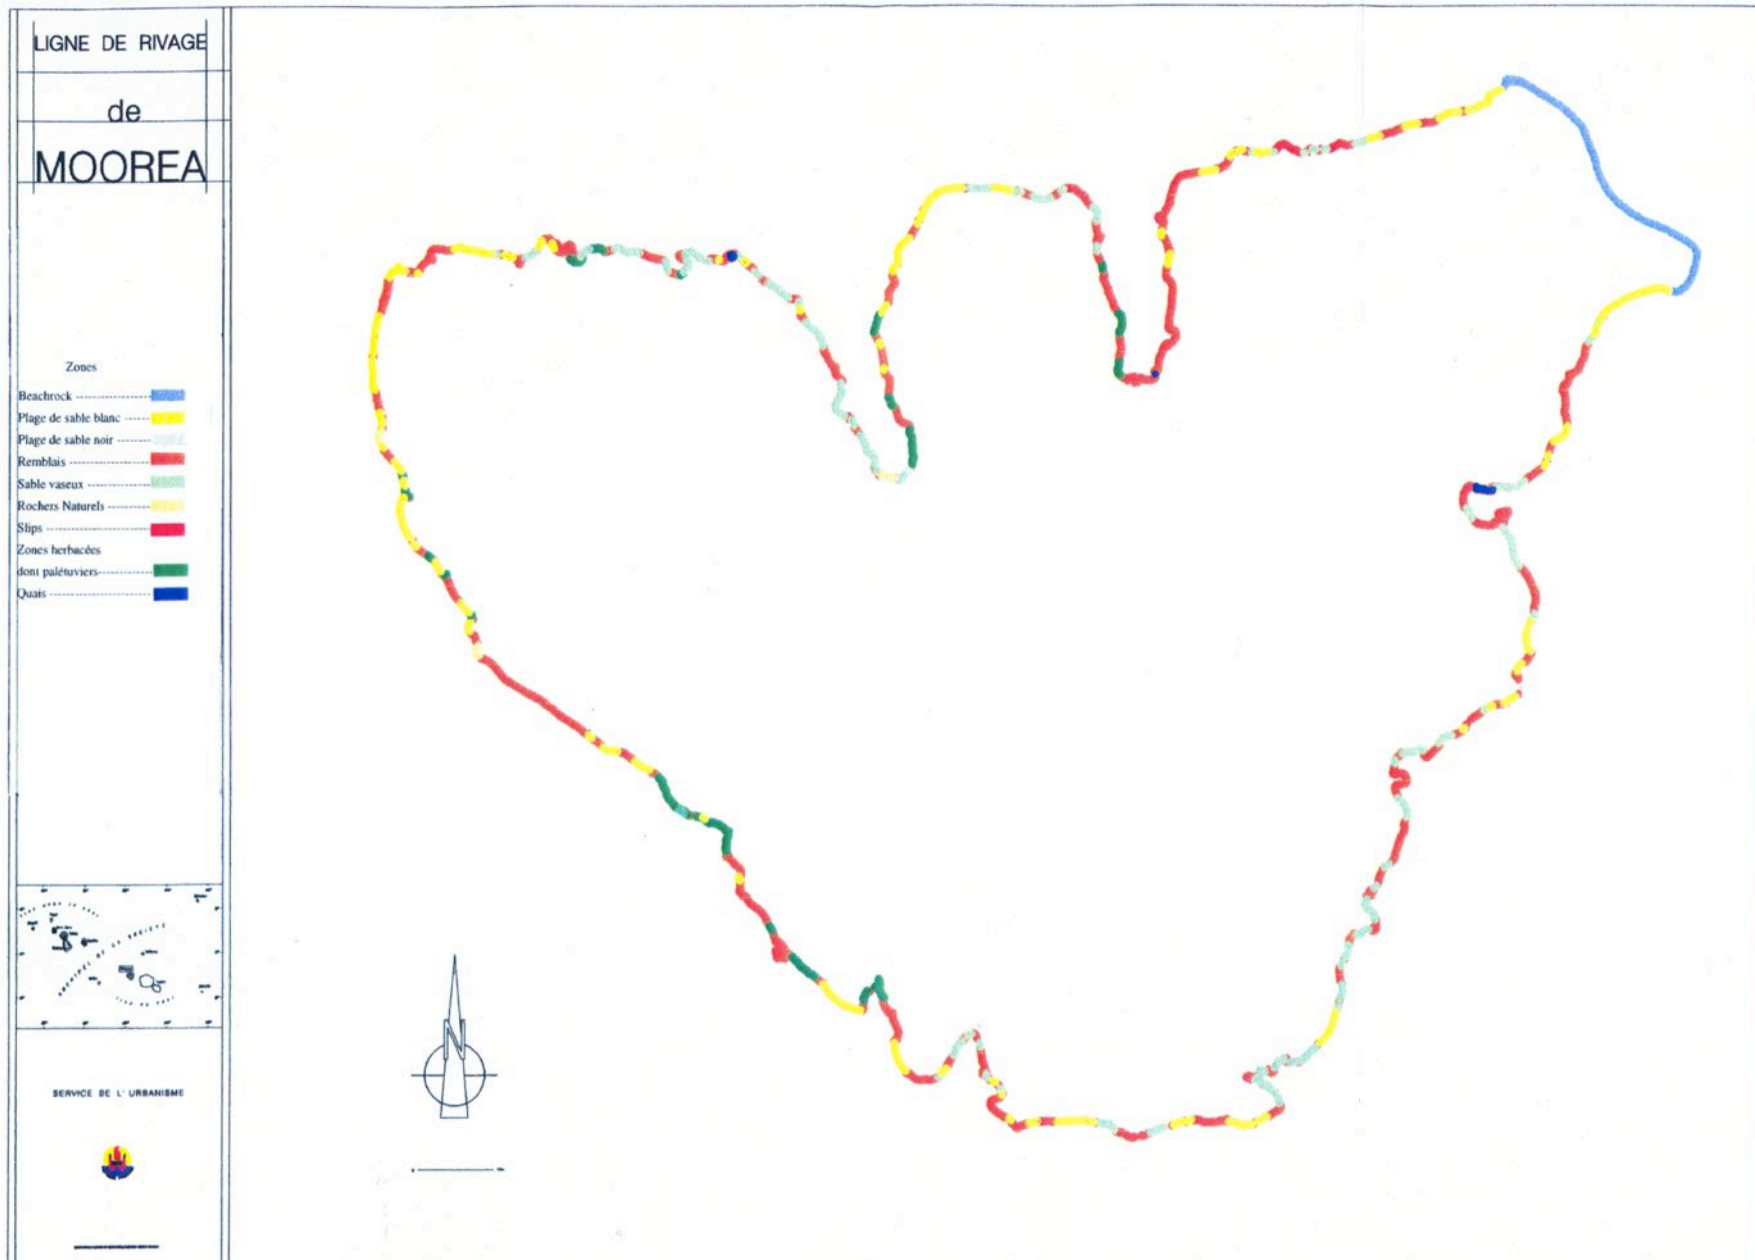 LIGNE DE RIVAGE
de
MOOREA
Zones
Beachrock
Plage de sable blanc
Plage de sable noir
Remblais
Sable vaseux
Rochers Naturels
Slips
Zones herbacées
dont palétuviers
Quais
N
SERVICE DE L' URBANISME